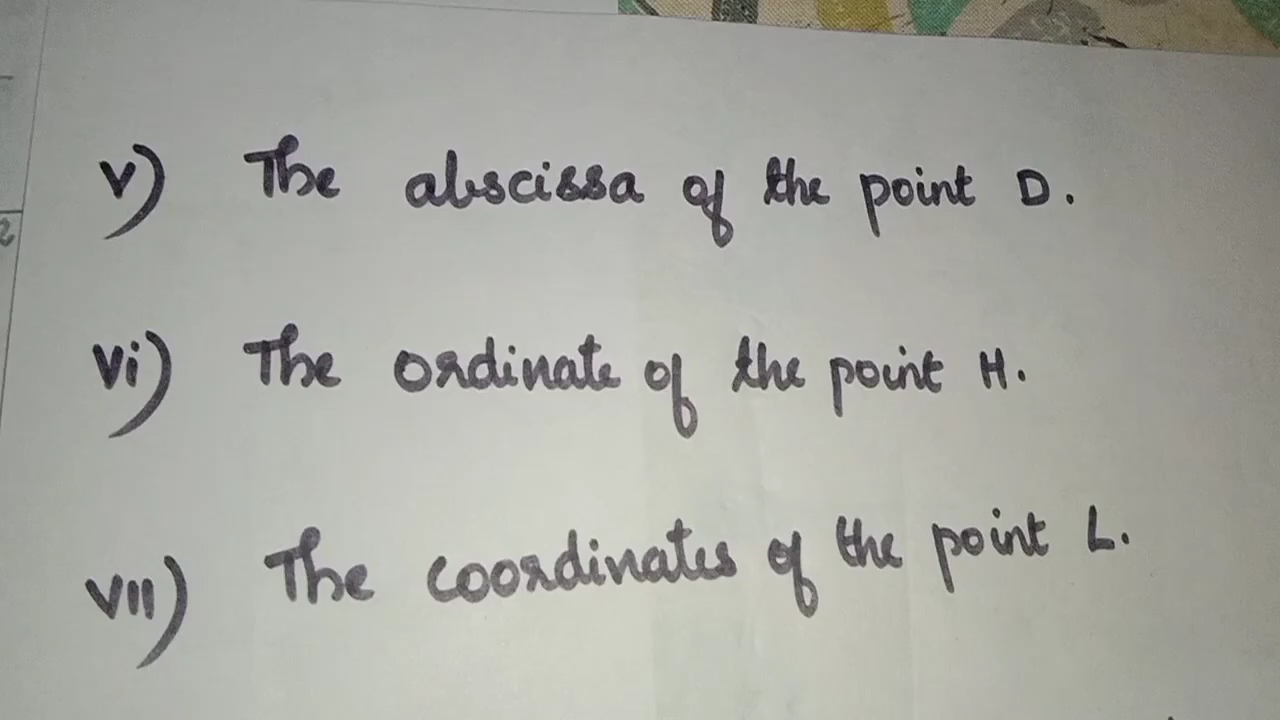 v) The abscissa of the point D.
vi) The ordinate of the point H.
vii) The coordinates of the point L.